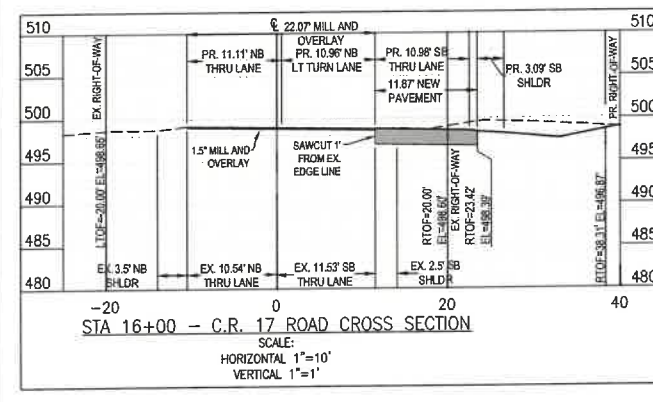 510
510
℄ 22.07' MILL AND
OVERLAY
PR. 11.11' NB
THRU LANE
PR. 10.96' NB
LT TURN LANE
PR. 10.98' SB
THRU LANE
PR. 3.09' SB
SHLDR
11.87' NEW
PAVEMENT
EX. RIGHT-OF-WAY
PR. RIGHT-OF-WAY
505
505
500
500
1.5" MILL AND
OVERLAY
SAWCUT 1'
FROM EX.
EDGE LINE
495
495
490
490
LTOF=-20.00' EL=498.66'
RTOF=20.00'
EL=498.60'
EX. RIGHT-OF-WAY
RTOF=23.42'
EL=498.39'
RTOF=38.31' EL=496.87'
485
485
EX. 3.5' NB
SHLDR
EX. 10.54' NB
THRU LANE
EX. 11.53' SB
THRU LANE
EX. 2.5' SB
SHLDR
480
480
-20
0
20
40
STA 16+00 - C.R. 17 ROAD CROSS SECTION
SCALE:
HORIZONTAL 1"=10'
VERTICAL 1"=1'